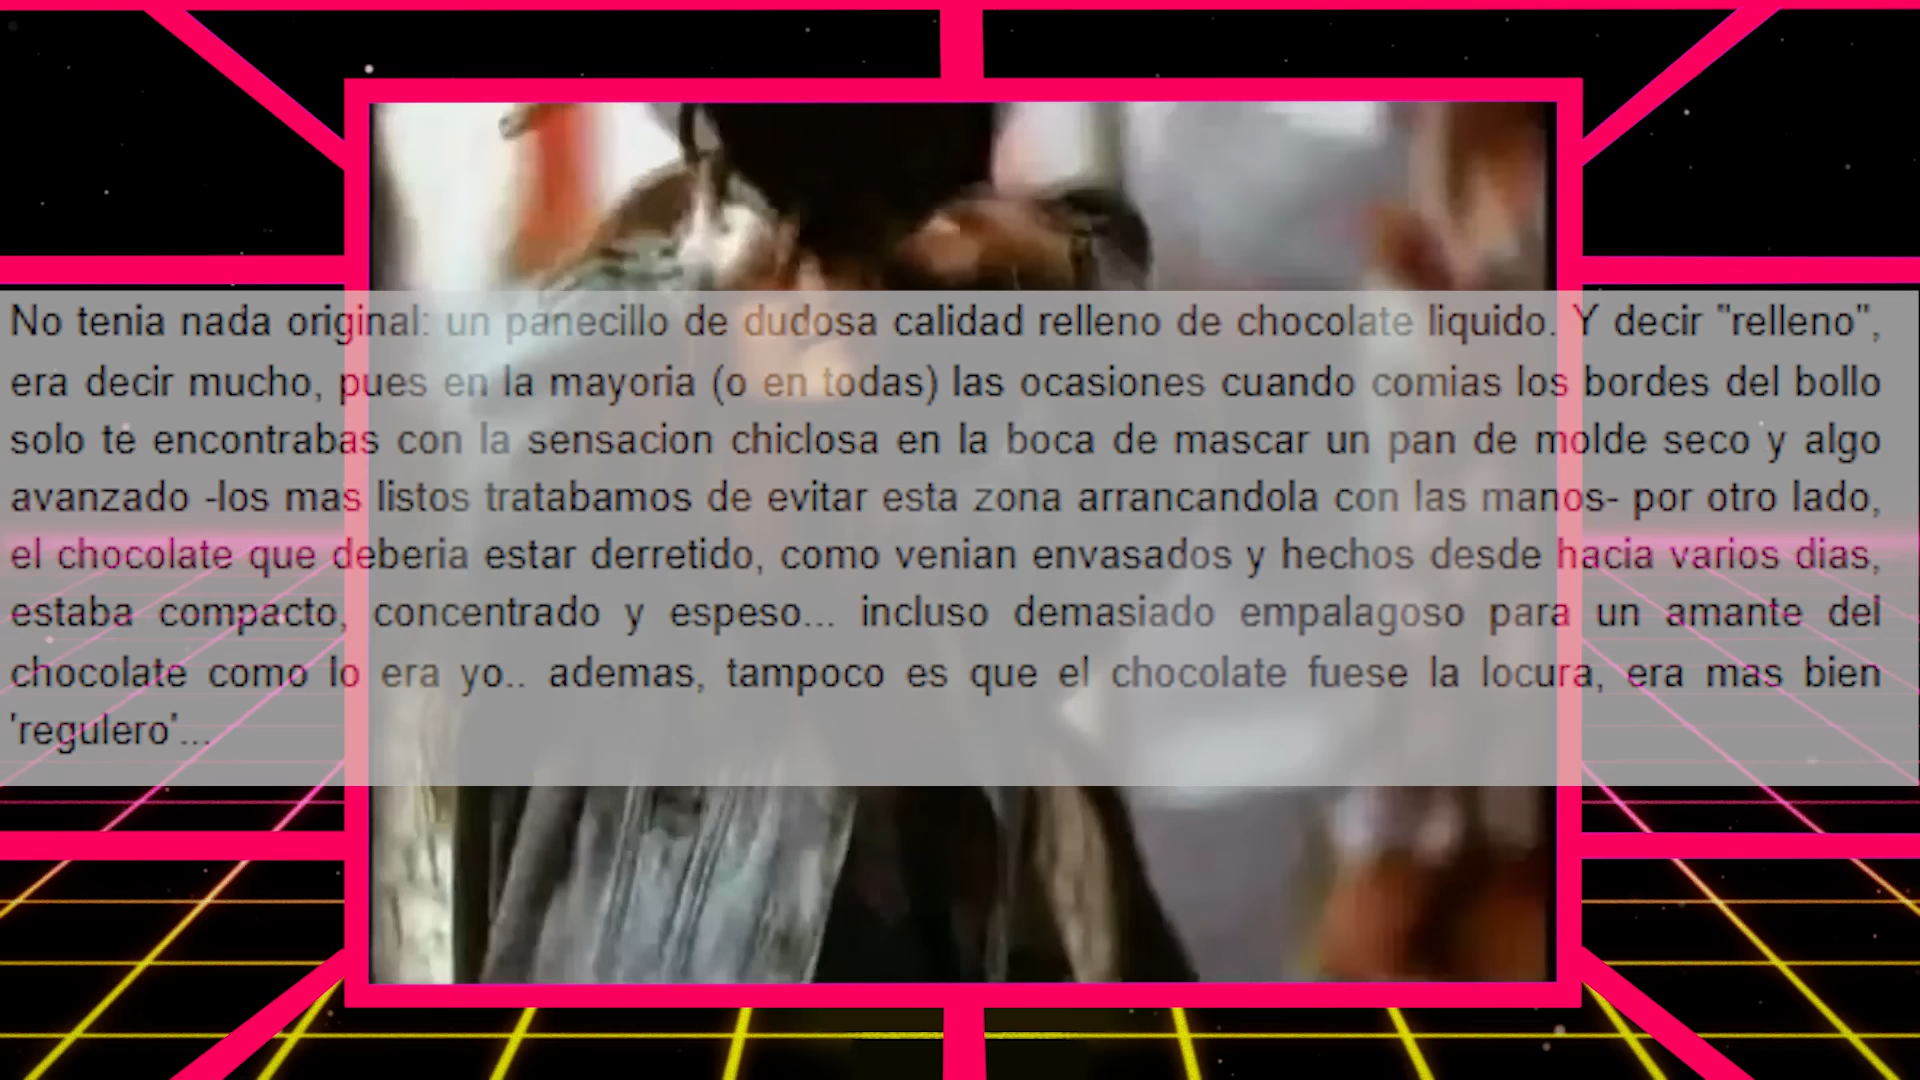 No tenia nada original: un panecillo de dudosa calidad relleno de chocolate liquido. Y decir "relleno",
era decir mucho, pues en la mayoria (o en todas) las ocasiones cuando comias los bordes del bollo
solo te encontrabas con la sensacion chiclosa en la boca de mascar un pan de molde seco y algo
avanzado -los mas listos tratabamos de evitar esta zona arrancandola con las manos- por otro lado,
el chocolate que deberia estar derretido, como venian envasados y hechos desde hacia varios dias,
estaba compacto, concentrado y espeso... incluso demasiado empalagoso para un amante del
chocolate como lo era yo.. ademas, tampoco es que el chocolate fuese la locura, era mas bien
'regulero'...